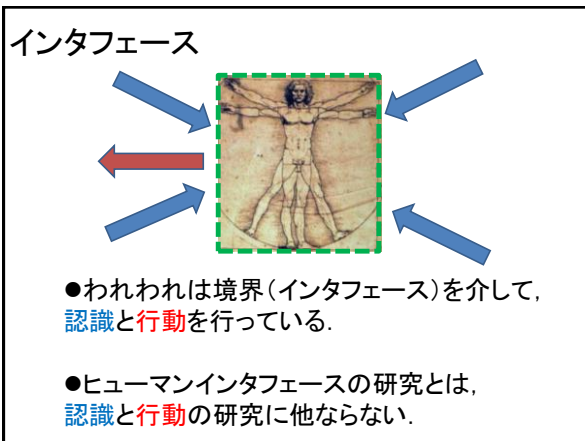 インタフェース
●われわれは境界(インタフェース)を介して,
認識と行動を行っている.
●ヒューマンインタフェースの研究とは,
認識と行動の研究に他ならない.